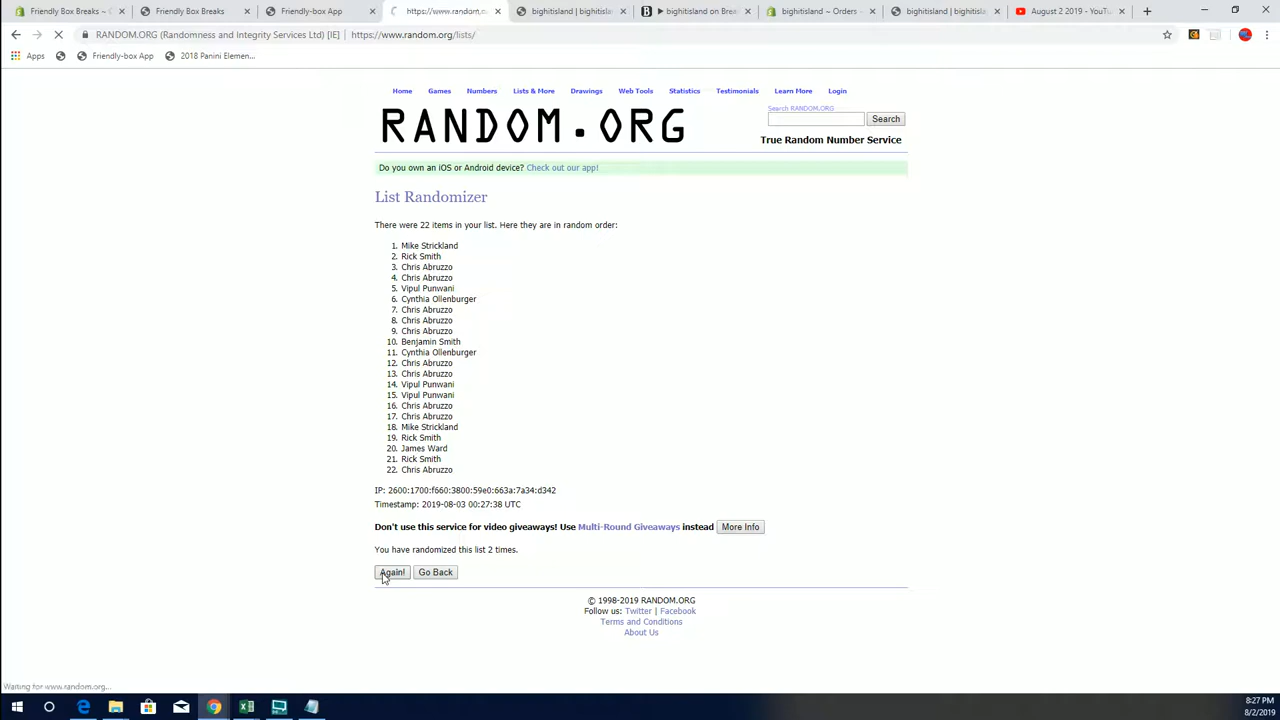 Friendly Box Breaks
Friendly-box App
https://www.random.o
bighitisland | bighitisla
bighitisland on Break
bighitisland ~ Orders ~
bighitisland | bighitisla
August 2 2019 - YouTu
RANDOM.ORG (Randomness and Integrity Services Ltd) [IE] | https://www.random.org/lists/
Apps Friendly-box App 2018 Panini Elemen...
Home Games Numbers Lists & More Drawings Web Tools Statistics Testimonials Learn More Login
Search RANDOM.ORG
RANDOM.ORG
Search
True Random Number Service
Do you own an iOS or Android device? Check out our app!
List Randomizer
There were 22 items in your list. Here they are in random order:
1. Mike Strickland
2. Rick Smith
3. Chris Abruzzo
4. Chris Abruzzo
5. Vipul Punwani
6. Cynthia Ollenburger
7. Chris Abruzzo
8. Chris Abruzzo
9. Chris Abruzzo
10. Benjamin Smith
11. Cynthia Ollenburger
12. Chris Abruzzo
13. Chris Abruzzo
14. Vipul Punwani
15. Vipul Punwani
16. Chris Abruzzo
17. Chris Abruzzo
18. Mike Strickland
19. Rick Smith
20. James Ward
21. Rick Smith
22. Chris Abruzzo
IP: 2600:1700:f660:3800:59e0:663a:7a34:d342
Timestamp: 2019-08-03 00:27:38 UTC
Don't use this service for video giveaways! Use Multi-Round Giveaways instead More Info
You have randomized this list 2 times.
Again! Go Back
© 1998-2019 RANDOM.ORG
Follow us: Twitter | Facebook
Terms and Conditions
About Us
Waiting for www.random.org...
8:27 PM
8/2/2019